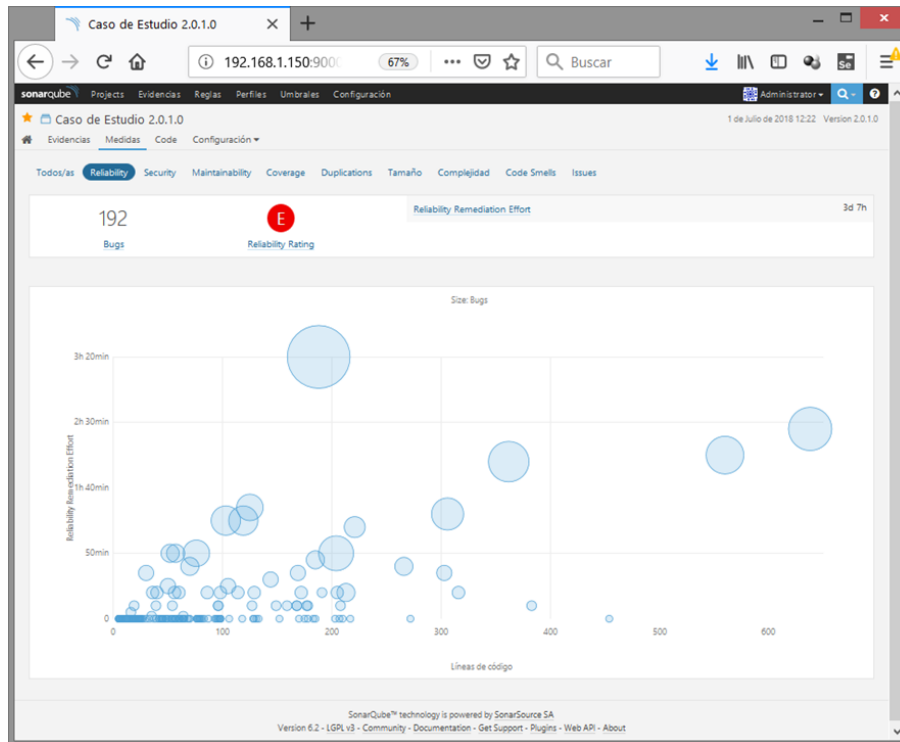 Caso de Estudio 2.0.1.0
192.168.1.150:9000
67%
Buscar
sonarqube Projects Evidencias Reglas Perfiles Umbrales Configuración Administrator
Caso de Estudio 2.0.1.0
1 de Julio de 2018 12:22 Version 2.0.1.0
Evidencias Medidas Code Configuración
Todos/as Reliability Security Maintainability Coverage Duplications Tamaño Complejidad Code Smells Issues
192
Bugs
E
Reliability Rating
Reliability Remediation Effort 3d 7h
Size: Bugs
3h 20min
2h 30min
1h 40min
50min
0
Reliability Remediation Effort
0 100 200 300 400 500 600
Líneas de código
SonarQube™ technology is powered by SonarSource SA
Version 6.2 - LGPL v3 - Community - Documentation - Get Support - Plugins - Web API - About